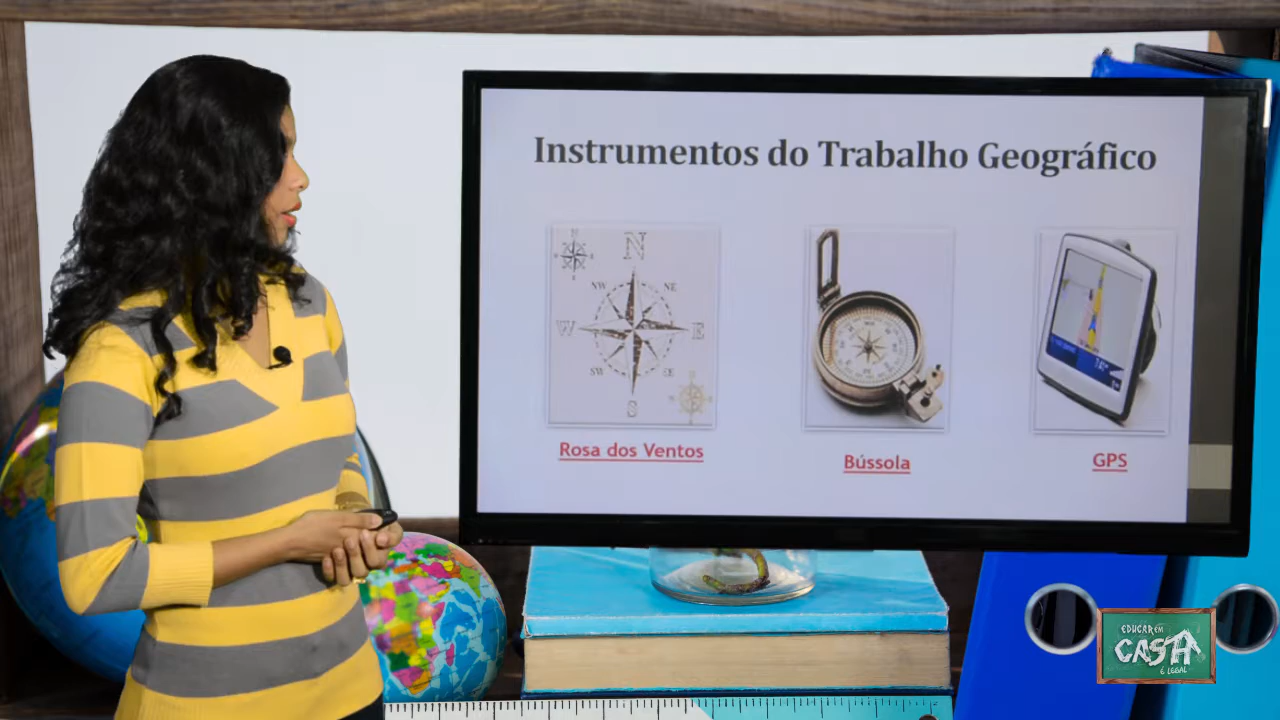 Instrumentos do Trabalho Geográfico
N
N
NW
NE
W
E
SW
SE
S
Rosa dos Ventos
Bússola
GPS
EDUCAR EM
CASA
É LEGAL